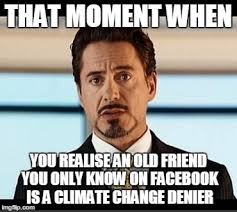 THAT MOMENT WHEN
YOU REALISE AN OLD FRIEND
YOU ONLY KNOW ON FACEBOOK
IS A CLIMATE CHANGE DENIER
imgflip.com